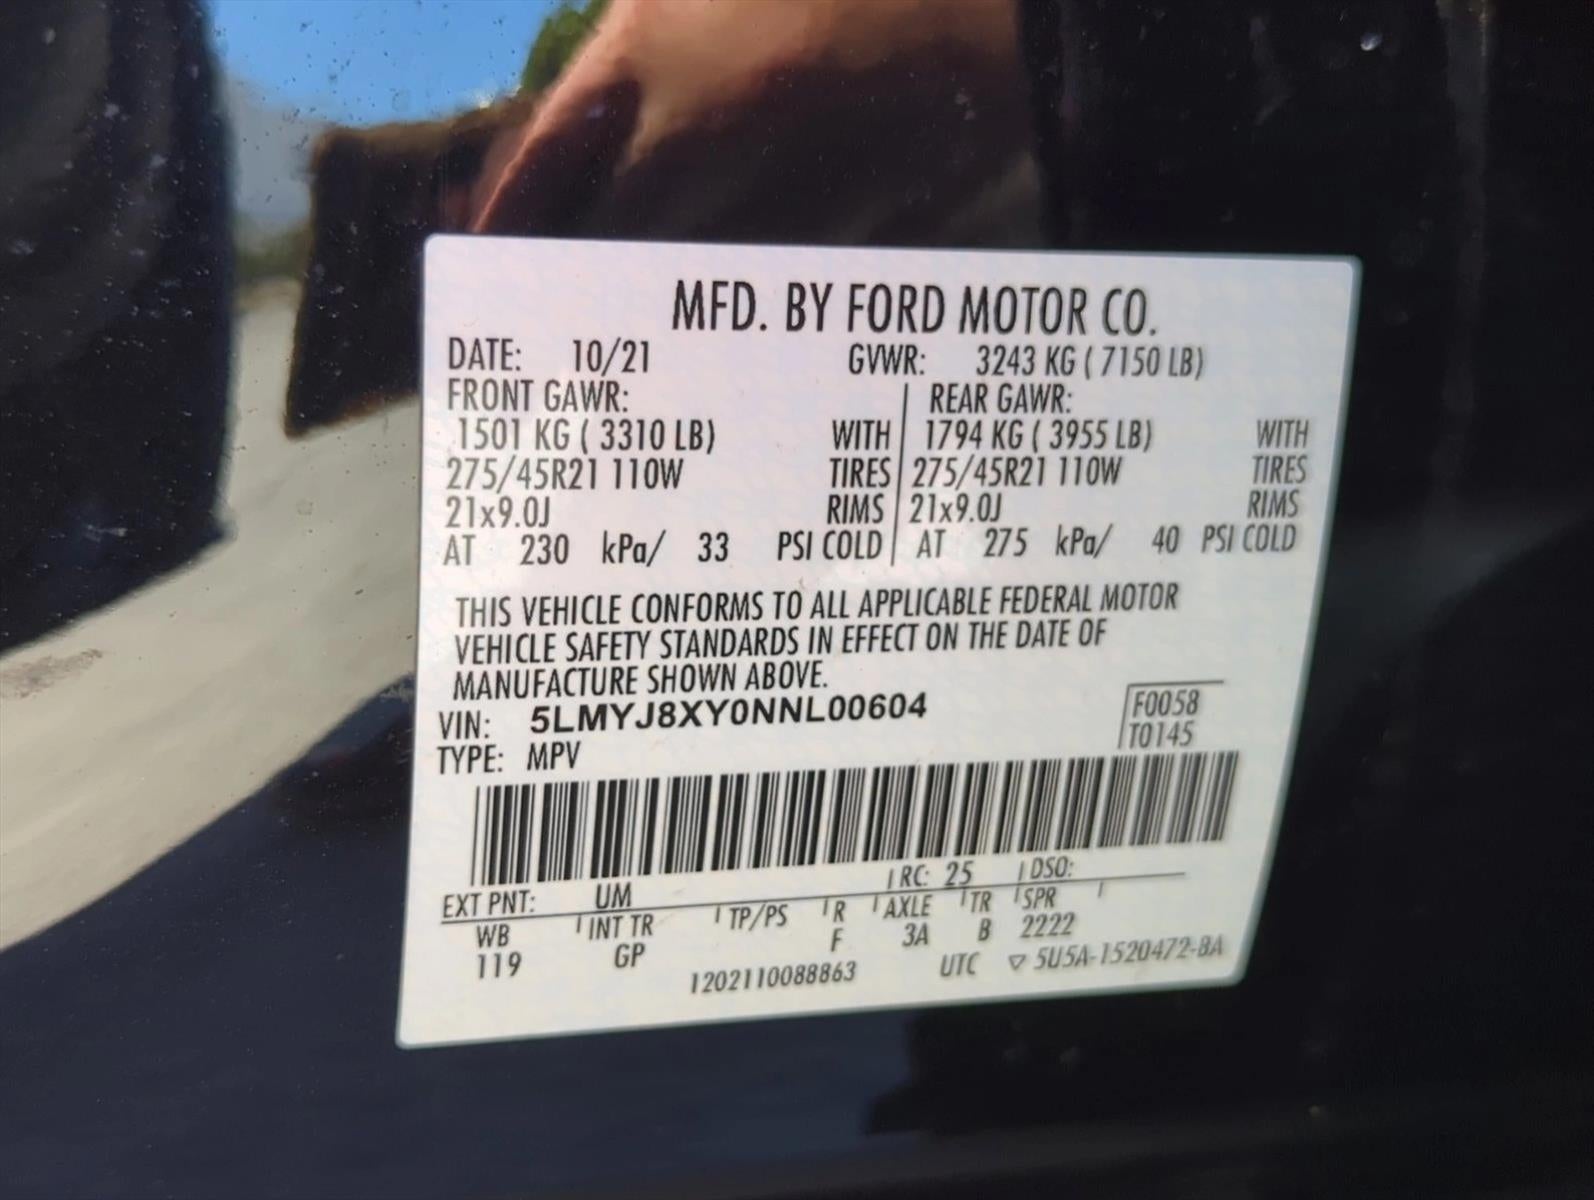 MFD. BY FORD MOTOR CO.
DATE: 10/21 GVWR: 3243 KG ( 7150 LB)
FRONT GAWR: REAR GAWR:
1501 KG ( 3310 LB) WITH 1794 KG ( 3955 LB) WITH
275/45R21 110W TIRES 275/45R21 110W TIRES
21x9.0J RIMS 21x9.0J RIMS
AT 230 kPa/ 33 PSI COLD AT 275 kPa/ 40 PSI COLD
THIS VEHICLE CONFORMS TO ALL APPLICABLE FEDERAL MOTOR
VEHICLE SAFETY STANDARDS IN EFFECT ON THE DATE OF
MANUFACTURE SHOWN ABOVE.
VIN: 5LMYJ8XY0NNL00604 F0058
TYPE: MPV T0145
EXT PNT: UM RC: 25 DSO:
WB INT TR TP/PS R AXLE TR SPR
119 GP F 3A B 2222
1202110088863 UTC ▽ 5U5A-1520472-BA